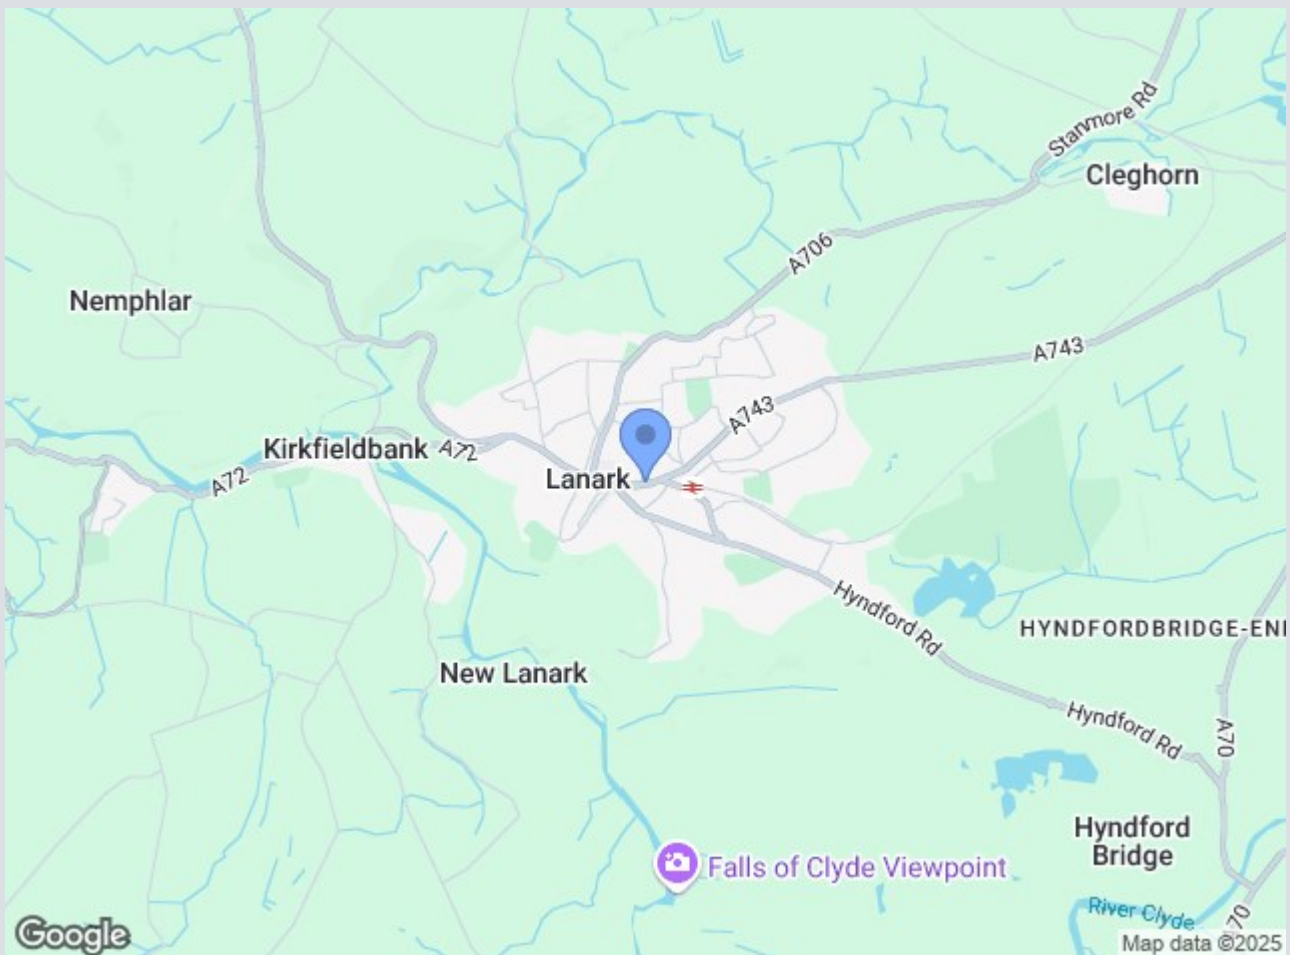 Stanmore Rd
Cleghorn
A706
Nemphlar
A743
A743
Kirkfieldbank
A72
A72
Lanark
Hyndford Rd
HYNDFORDBRIDGE-EN
New Lanark
Hyndford Rd
A70
Hyndford
Bridge
Falls of Clyde Viewpoint
River Clyde
A70
Google
Map data ©2025